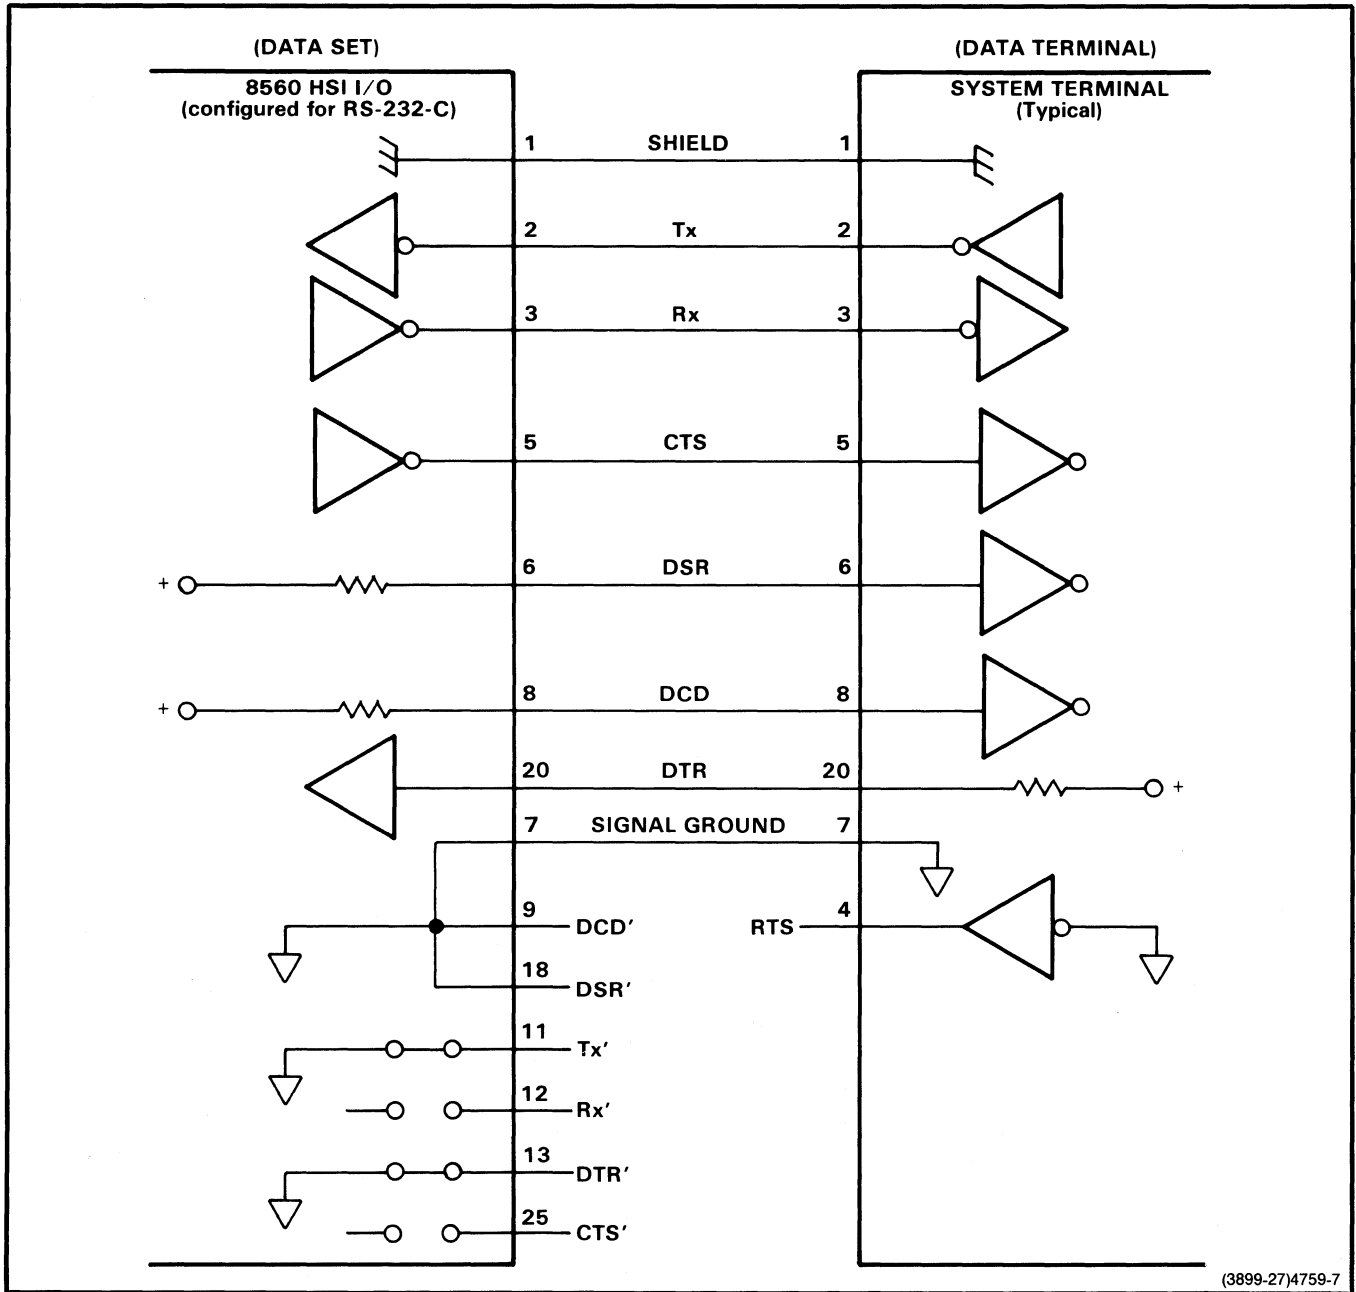 (DATA SET)
(DATA TERMINAL)
8560 HSI I/O
(configured for RS-232-C)
SYSTEM TERMINAL
(Typical)
1 SHIELD 1
2 Tx 2
3 Rx 3
5 CTS 5
+ 6 DSR 6
+ 8 DCD 8
20 DTR 20 +
7 SIGNAL GROUND 7
9 DCD′ RTS 4
18 DSR′
11 Tx′
12 Rx′
13 DTR′
25 CTS′
(3899-27)4759-7